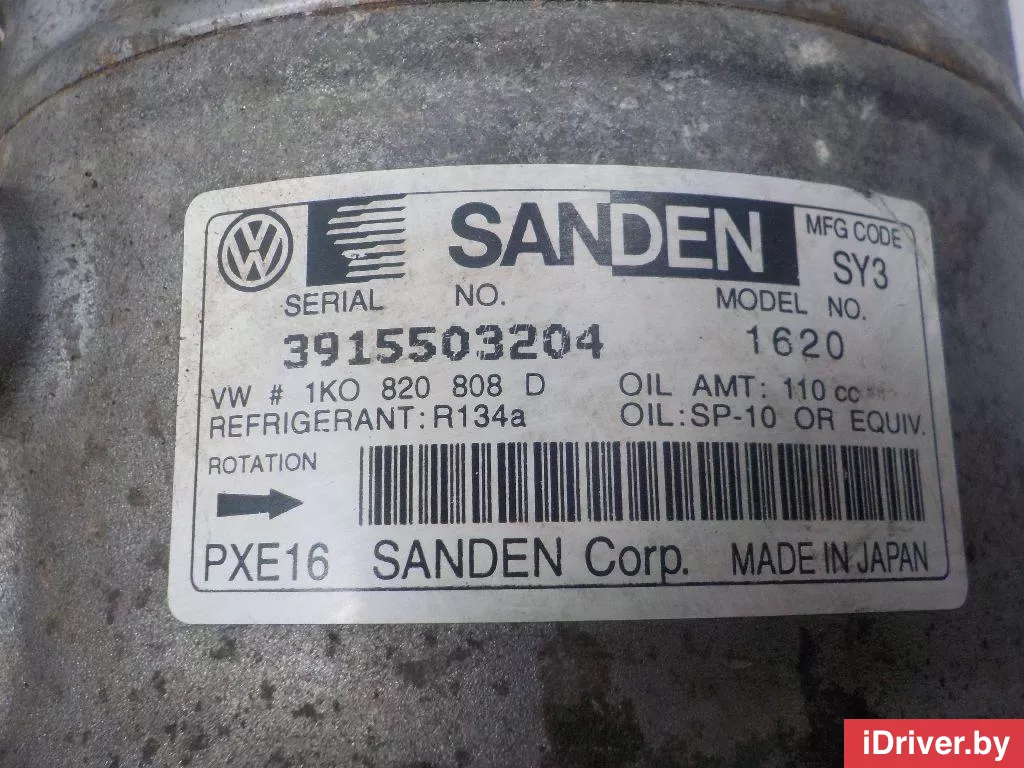 SANDEN
MFG CODE
SY3
SERIAL NO.
MODEL NO.
3915503204
1620
VW # 1KO 820 808 D
OIL AMT: 110 cc
REFRIGERANT: R134a
OIL: SP-10 OR EQUIV.
ROTATION
PXE16 SANDEN Corp. MADE IN JAPAN
iDriver.by